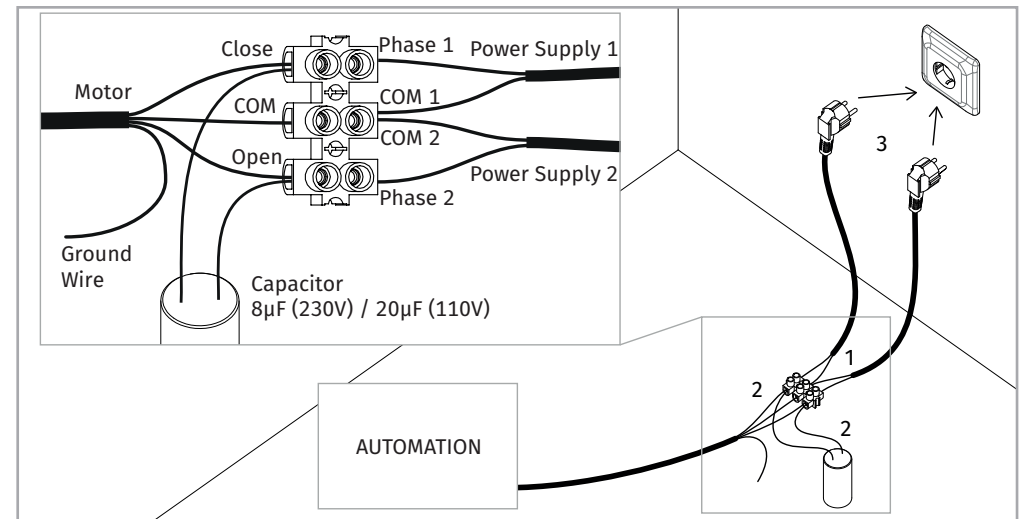 Close
Phase 1
Power Supply 1
Motor
COM
COM 1
COM 2
Open
Power Supply 2
Phase 2
Ground
Wire
Capacitor
8µF (230V) / 20µF (110V)
3
1
2
2
AUTOMATION